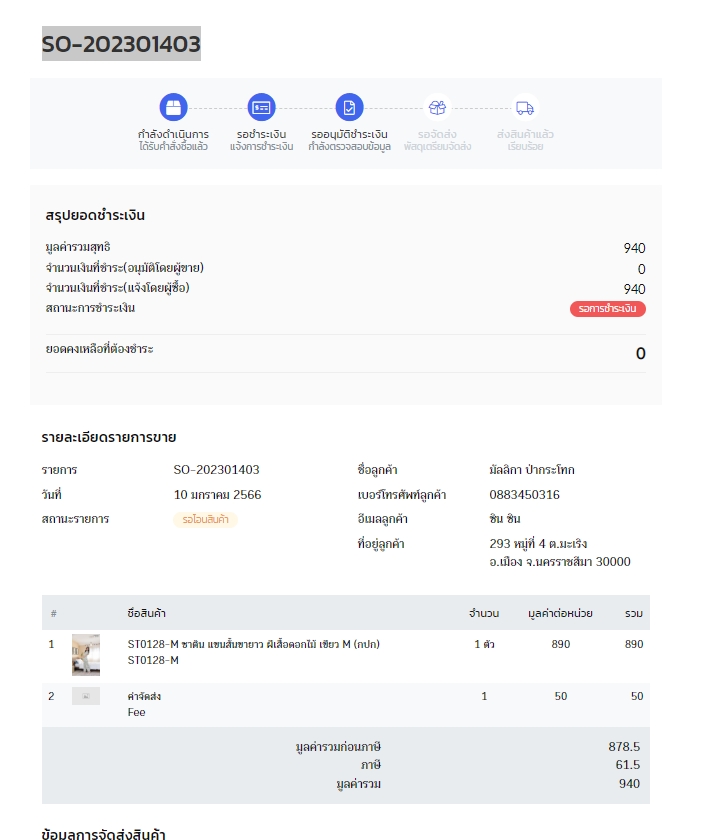 SO-202301403
กำลังดำเนินการ
ได้รับคำสั่งซื้อแล้ว
รอชำระเงิน
แจ้งการชำระเงิน
รออนุมัติชำระเงิน
กำลังตรวจสอบข้อมูล
รอจัดส่ง
พัสดุเตรียมจัดส่ง
ส่งสินค้าแล้ว
เรียบร้อย
สรุปยอดชำระเงิน
มูลค่ารวมสุทธิ 940
จำนวนเงินที่ชำระ(อนุมัติโดยผู้ขาย) 0
จำนวนเงินที่ชำระ(แจ้งโดยผู้ซื้อ) 940
สถานะการชำระเงิน รอการชำระเงิน
ยอดคงเหลือที่ต้องชำระ 0
รายละเอียดรายการขาย
รายการ SO-202301403
วันที่ 10 มกราคม 2566
สถานะรายการ รอโอนสินค้า
ชื่อลูกค้า มัลลิกา ป่ากระโทก
เบอร์โทรศัพท์ลูกค้า 0883450316
อีเมลลูกค้า ชิน ชิน
ที่อยู่ลูกค้า 293 หมู่ที่ 4 ต.มะเริง
อ.เมือง จ.นครราชสีมา 30000
# ชื่อสินค้า จำนวน มูลค่าต่อหน่วย รวม
1 ST0128-M ซาติน แขนสั้นขายาว ผีเสื้อดอกไม้ เขียว M (กปก) 1 ตัว 890 890
ST0128-M
2 ค่าจัดส่ง 1 50 50
Fee
มูลค่ารวมก่อนภาษี 878.5
ภาษี 61.5
มูลค่ารวม 940
ข้อมูลการจัดส่งสินค้า